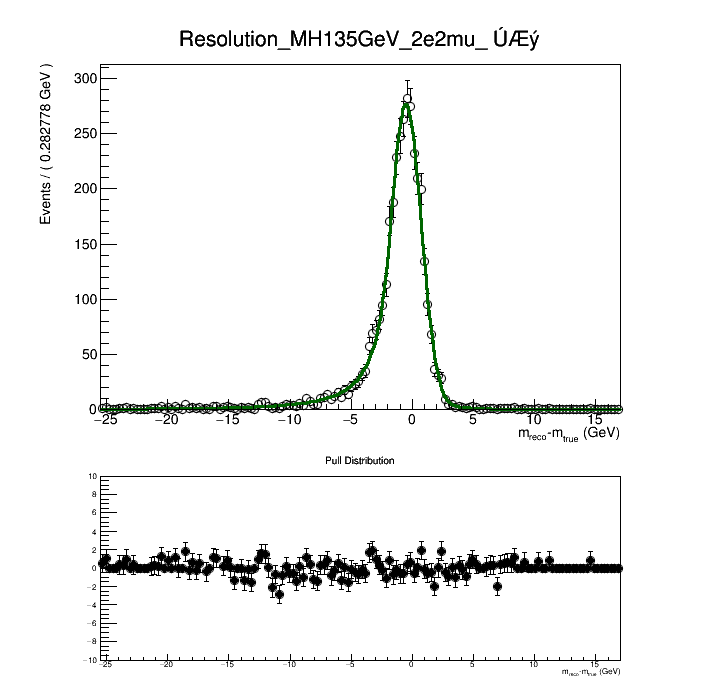 Resolution_MH135GeV_2e2mu_ ÚÆý
Events / ( 0.282778 GeV )
300
250
200
150
100
50
0
−25 −20 −15 −10 −5 0 5 10 15
m_reco-m_true (GeV)
Pull Distribution
10
8
6
4
2
0
−2
−4
−6
−8
−10
−25 −20 −15 −10 −5 0 5 10 15
m_reco-m_true (GeV)